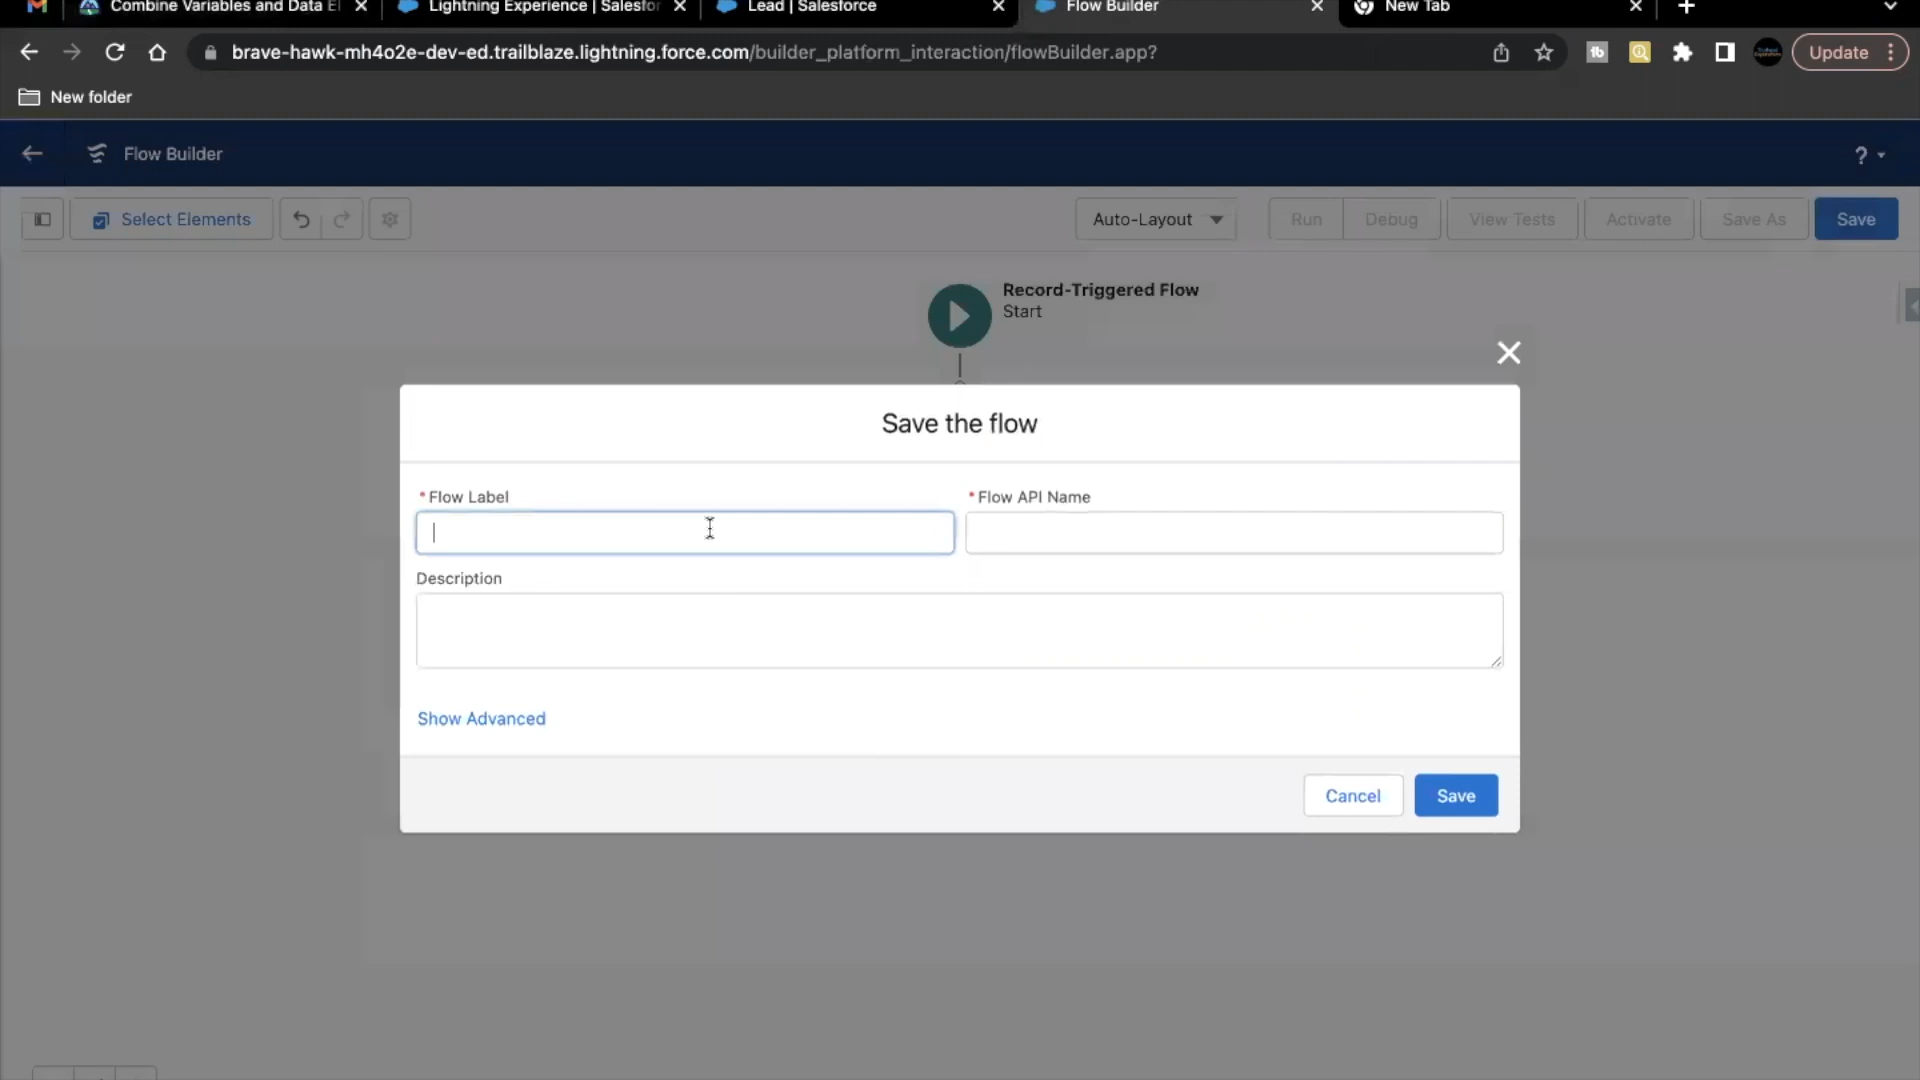 Combine Variables and Data El
Lightning Experience | Salesfor
Lead | Salesforce
Flow Builder
New Tab
brave-hawk-mh4o2e-dev-ed.trailblaze.lightning.force.com/builder_platform_interaction/flowBuilder.app?
Update
New folder
Flow Builder
?
Select Elements
Auto-Layout
Run
Debug
View Tests
Activate
Save As
Save
Record-Triggered Flow
Start
Save the flow
* Flow Label
* Flow API Name
Description
Show Advanced
Cancel
Save